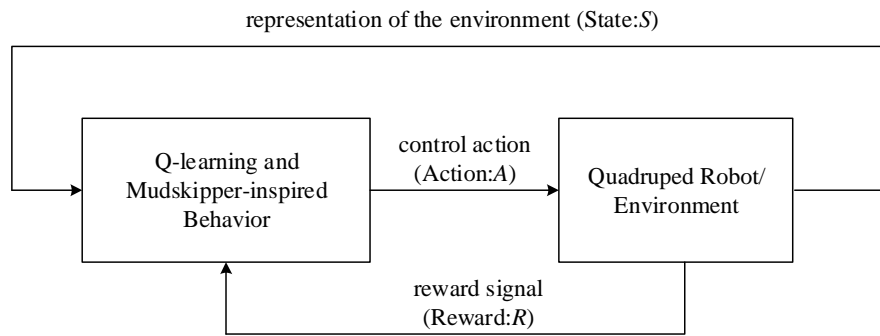 representation of the environment (State:S)
Q-learning and
Mudskipper-inspired
Behavior
control action
(Action:A)
Quadruped Robot/
Environment
reward signal
(Reward:R)